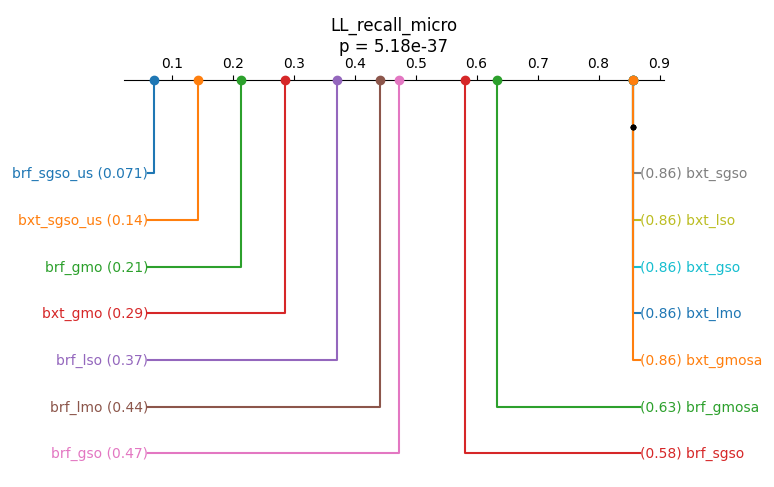 LL_recall_micro
p = 5.18e-37
0.1 0.2 0.3 0.4 0.5 0.6 0.7 0.8 0.9
brf_sgso_us (0.071) (0.86) bxt_sgso
bxt_sgso_us (0.14) (0.86) bxt_lso
brf_gmo (0.21) (0.86) bxt_gso
bxt_gmo (0.29) (0.86) bxt_lmo
brf_lso (0.37) (0.86) bxt_gmosa
brf_lmo (0.44) (0.63) brf_gmosa
brf_gso (0.47) (0.58) brf_sgso